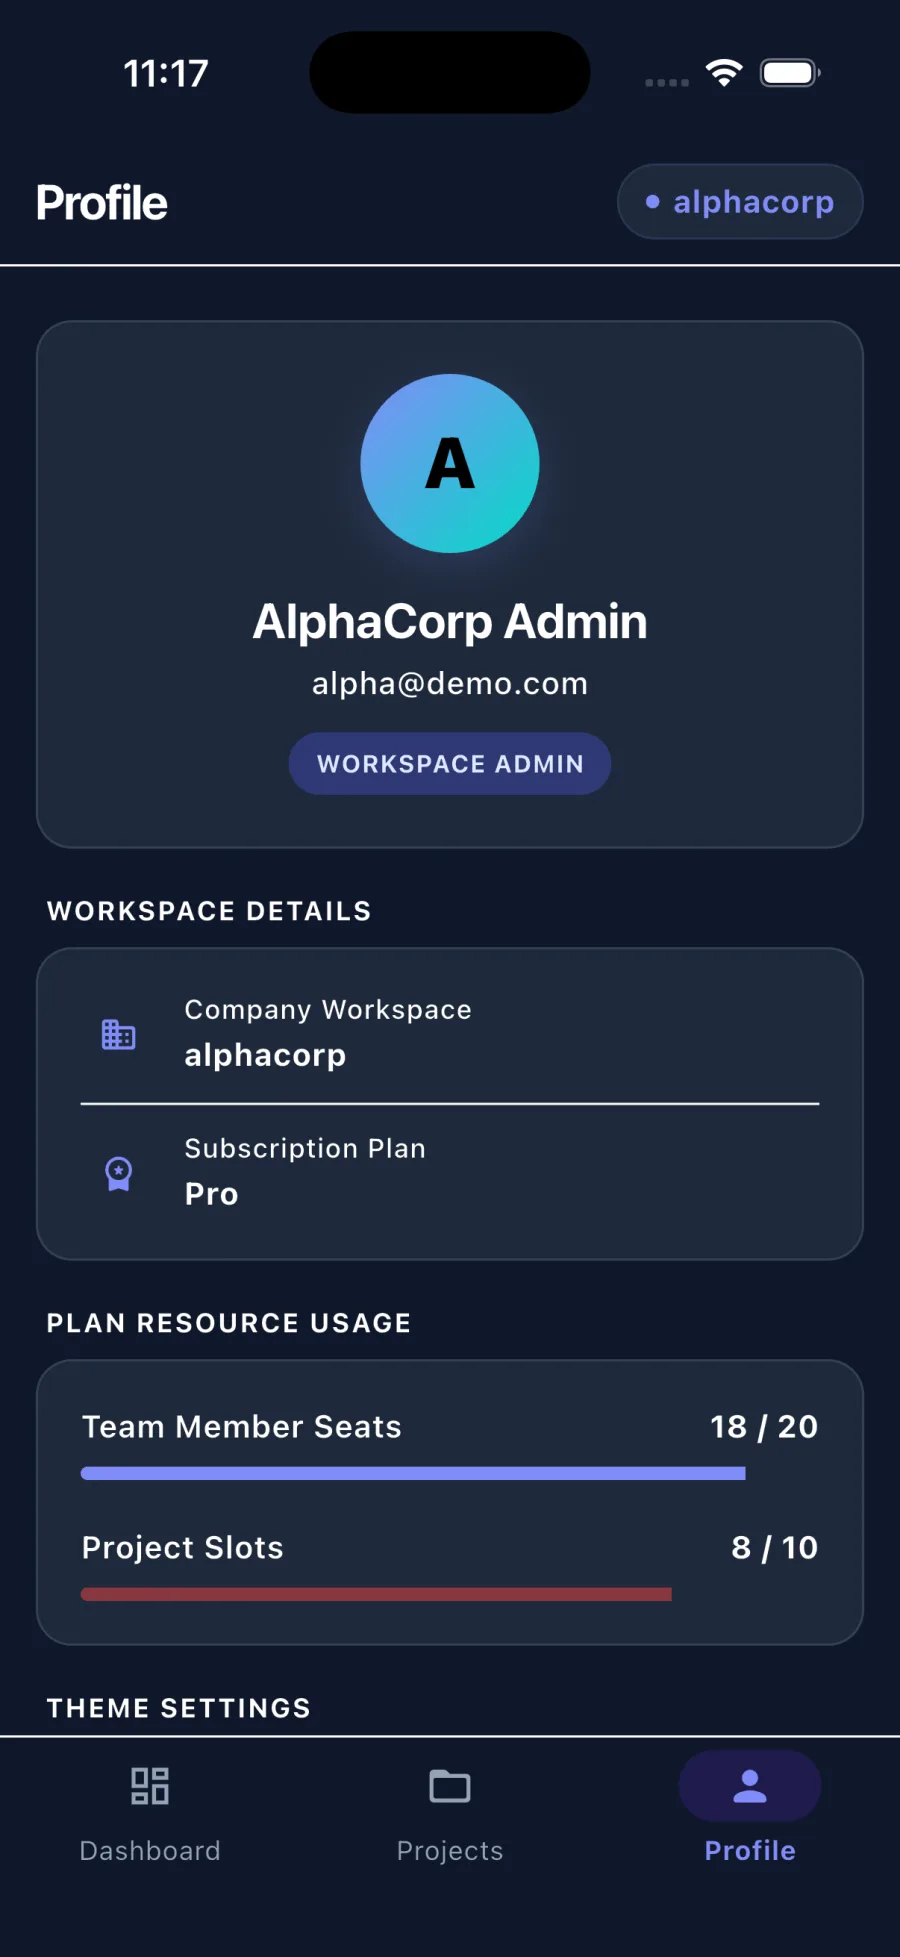 11:17
Profile
alphacorp
A
AlphaCorp Admin
alpha@demo.com
WORKSPACE ADMIN
WORKSPACE DETAILS
Company Workspace
alphacorp
Subscription Plan
Pro
PLAN RESOURCE USAGE
Team Member Seats 18 / 20
Project Slots 8 / 10
THEME SETTINGS
Dashboard Projects Profile